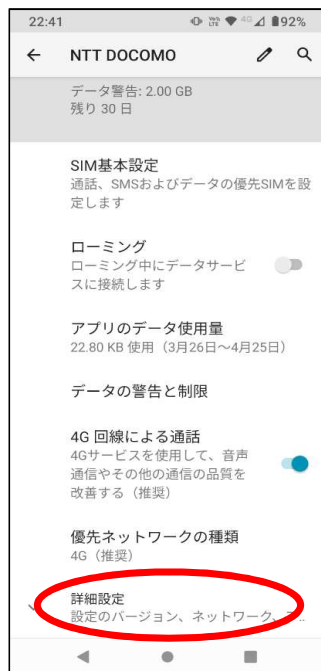 22:41
VoLTE 4G 92%
NTT DOCOMO
データ警告: 2.00 GB
残り 30 日
SIM基本設定
通話、SMSおよびデータの優先SIMを設
定します
ローミング
ローミング中にデータサービ
スに接続します
アプリのデータ使用量
22.80 KB 使用（3月26日～4月25日）
データの警告と制限
4G 回線による通話
4Gサービスを使用して、音声
通信やその他の通信の品質を
改善する（推奨）
優先ネットワークの種類
4G（推奨）
詳細設定
設定のバージョン、ネットワーク、